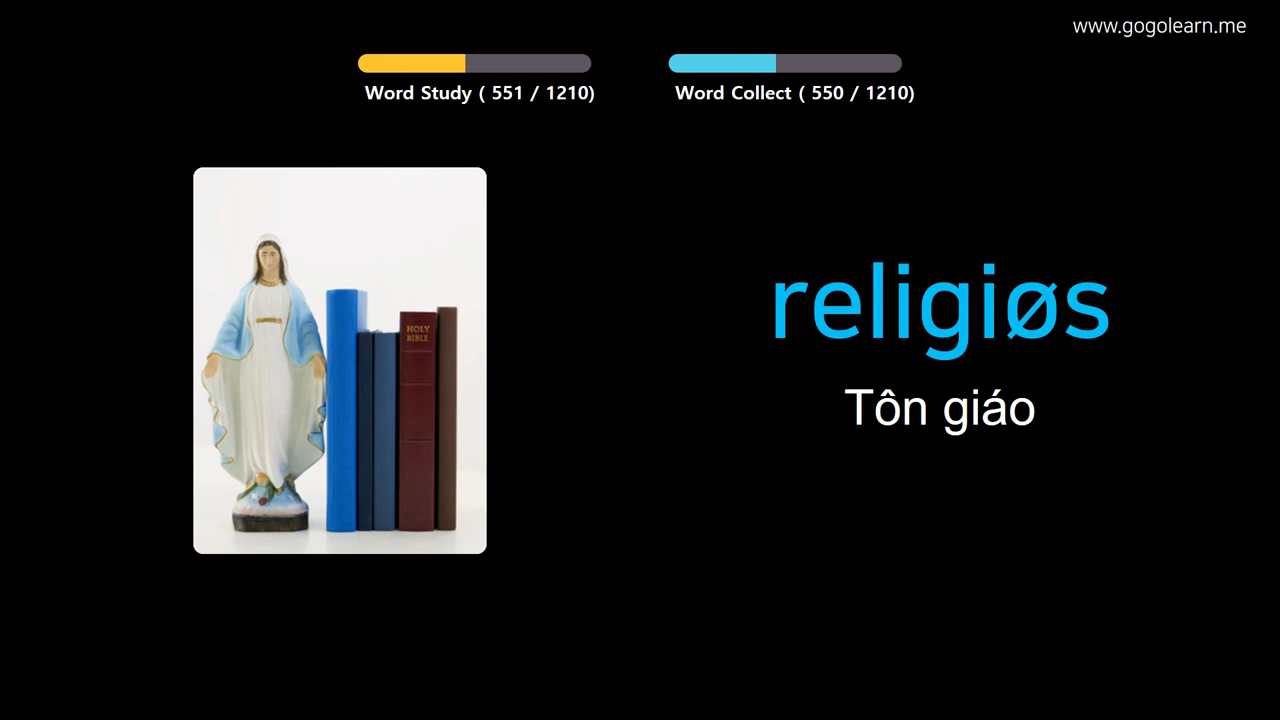 www.gogolearn.me
Word Study ( 551 / 1210)
Word Collect ( 550 / 1210)
HOLY
BIBLE
religiøs
Tôn giáo